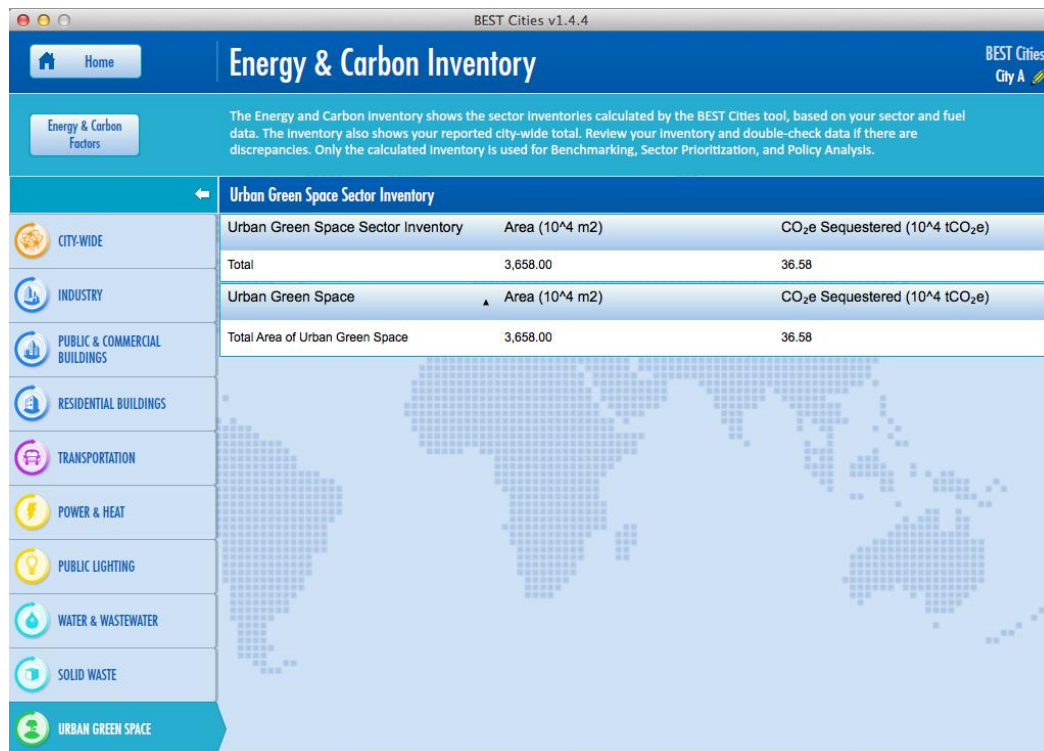 BEST Cities v1.4.4
Home
Energy & Carbon Inventory
BEST Cities
City A
Energy & Carbon
Factors
The Energy and Carbon inventory shows the sector inventories calculated by the BEST Cities tool, based on your sector and fuel
data. The inventory also shows your reported city-wide total. Review your inventory and double-check data if there are
discrepancies. Only the calculated inventory is used for Benchmarking, Sector Prioritization, and Policy Analysis.
Urban Green Space Sector Inventory
Urban Green Space Sector Inventory Area (10^4 m2) CO₂e Sequestered (10^4 tCO₂e)
Total 3,658.00 36.58
Urban Green Space Area (10^4 m2) CO₂e Sequestered (10^4 tCO₂e)
Total Area of Urban Green Space 3,658.00 36.58
CITY-WIDE
INDUSTRY
PUBLIC & COMMERCIAL
BUILDINGS
RESIDENTIAL BUILDINGS
TRANSPORTATION
POWER & HEAT
PUBLIC LIGHTING
WATER & WASTEWATER
SOLID WASTE
URBAN GREEN SPACE